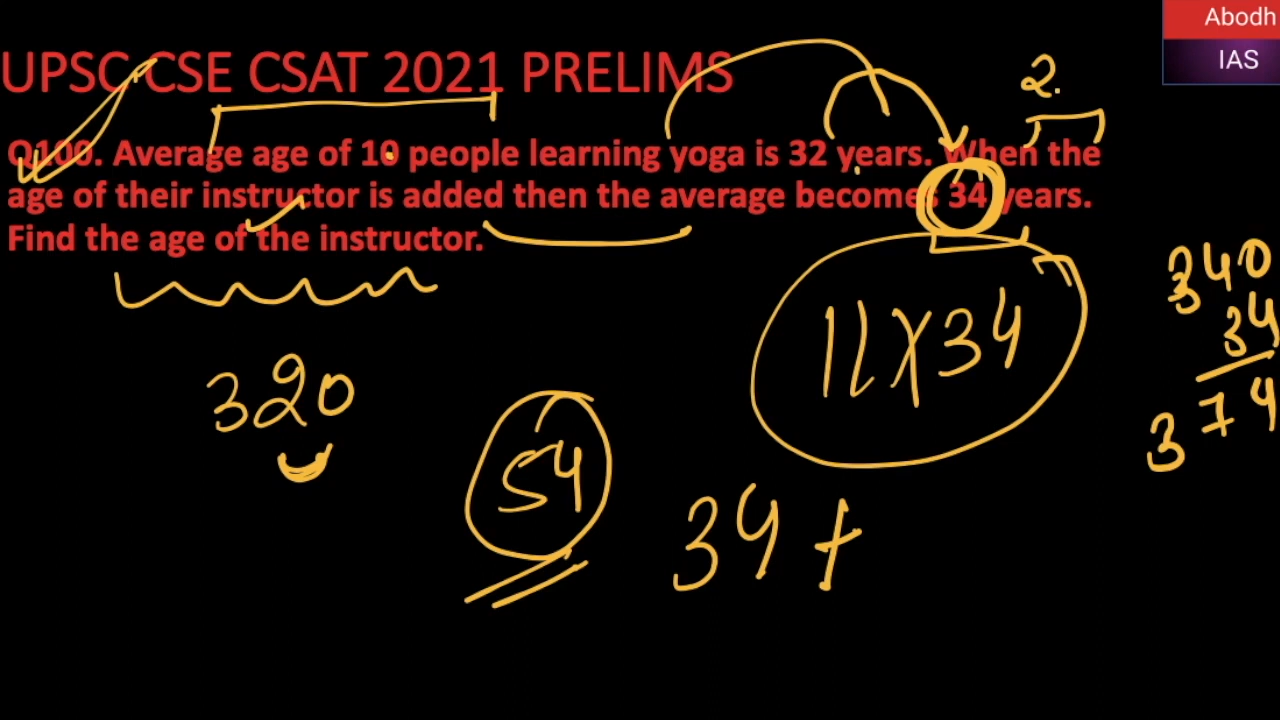 Abodh
IAS
UPSC CSE CSAT 2021 PRELIMS
2.
Q100. Average age of 10 people learning yoga is 32 years. When the
age of their instructor is added then the average becomes 34 years.
Find the age of the instructor.
340
34
374
11X34
320
54
34 +